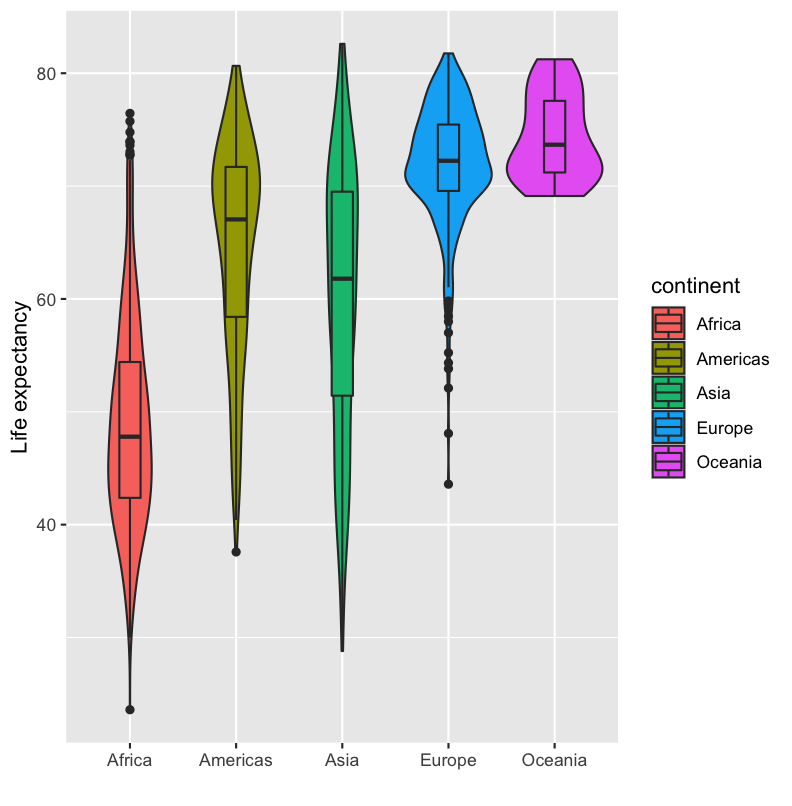 Life expectancy
80
60
40
Africa
Americas
Asia
Europe
Oceania
continent
Africa
Americas
Asia
Europe
Oceania